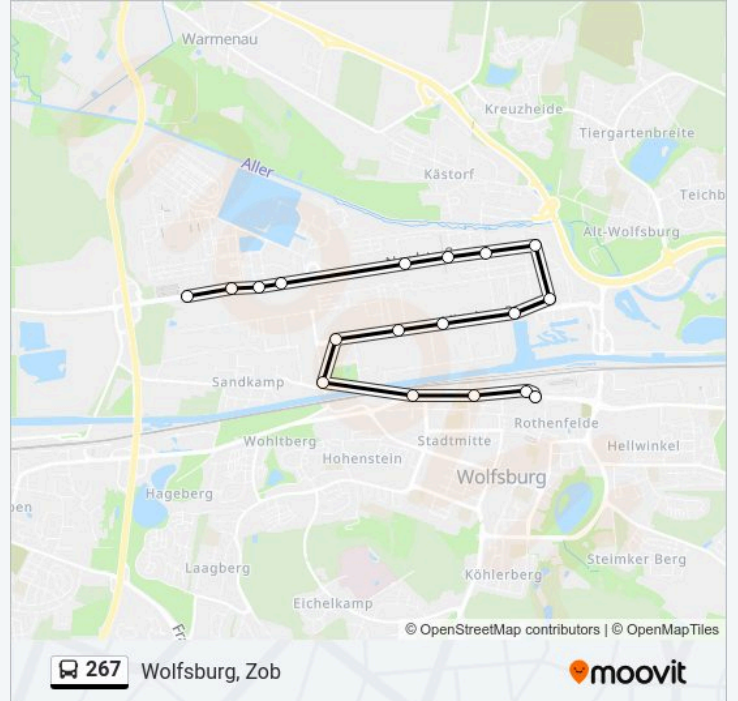 Warmenau
Kreuzheide
Tiergartenbreite
Aller
Kästorf
Teichb
Alt-Wolfsburg
Sandkamp
Rothenfelde
Wohltberg
Stadtmitte
Hohenstein
Hellwinkel
Wolfsburg
Hageberg
Steimker Berg
Laagberg
Köhlerberg
Eichelkamp
© OpenStreetMap contributors | © OpenMapTiles
267 Wolfsburg, Zob
moovit